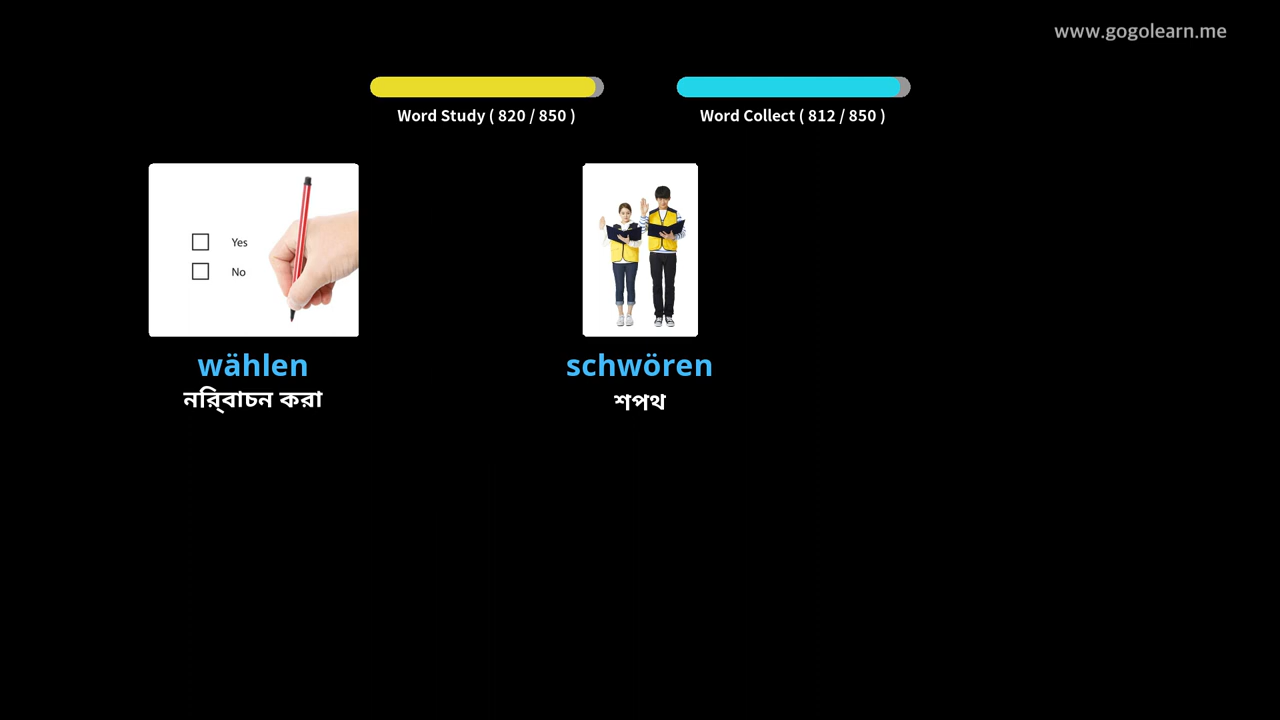 www.gogolearn.me
Word Study ( 820 / 850 )
Word Collect ( 812 / 850 )
Yes
No
wählen
schwören
নির্বাচন করা
শপথ